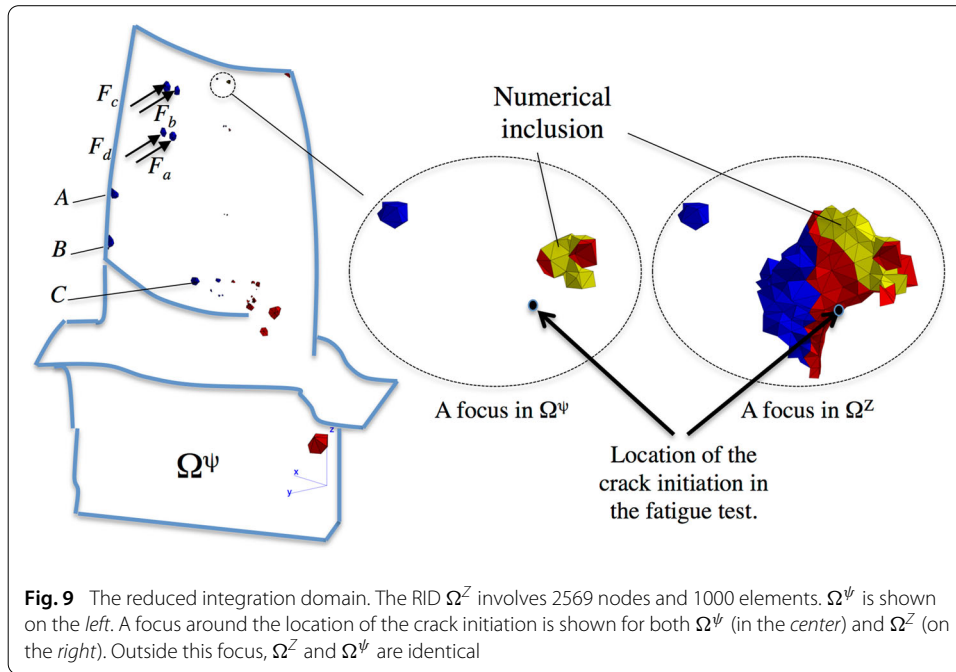 F_c
F_b
F_d
F_a
A
B
C
Ω^ψ
z
x
y
Numerical
inclusion
A focus in Ω^ψ
A focus in Ω^Z
Location of the
crack initiation in
the fatigue test.
Fig. 9 The reduced integration domain. The RID Ω^Z involves 2569 nodes and 1000 elements. Ω^ψ is shown
on the left. A focus around the location of the crack initiation is shown for both Ω^ψ (in the center) and Ω^Z (on
the right). Outside this focus, Ω^Z and Ω^ψ are identical